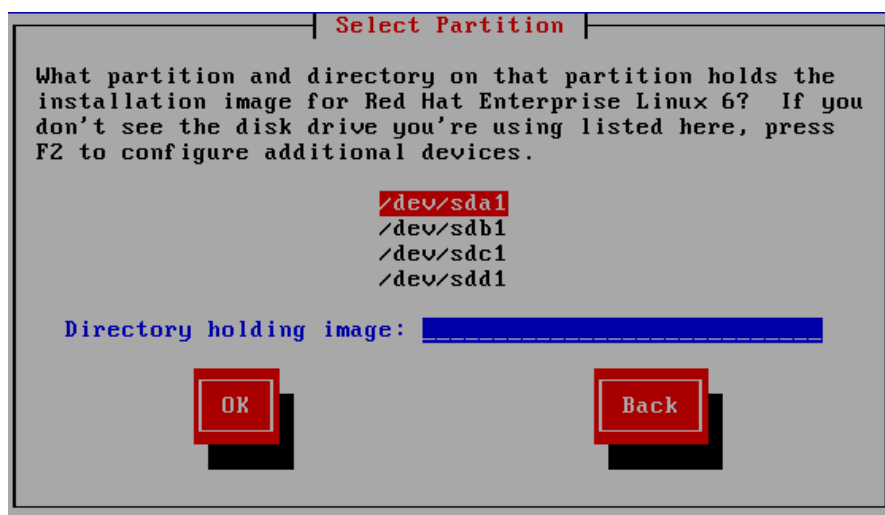 Select Partition
What partition and directory on that partition holds the
installation image for Red Hat Enterprise Linux 6?  If you
don't see the disk drive you're using listed here, press
F2 to configure additional devices.
/dev/sda1
/dev/sdb1
/dev/sdc1
/dev/sdd1
Directory holding image: ____________________________
OK
Back